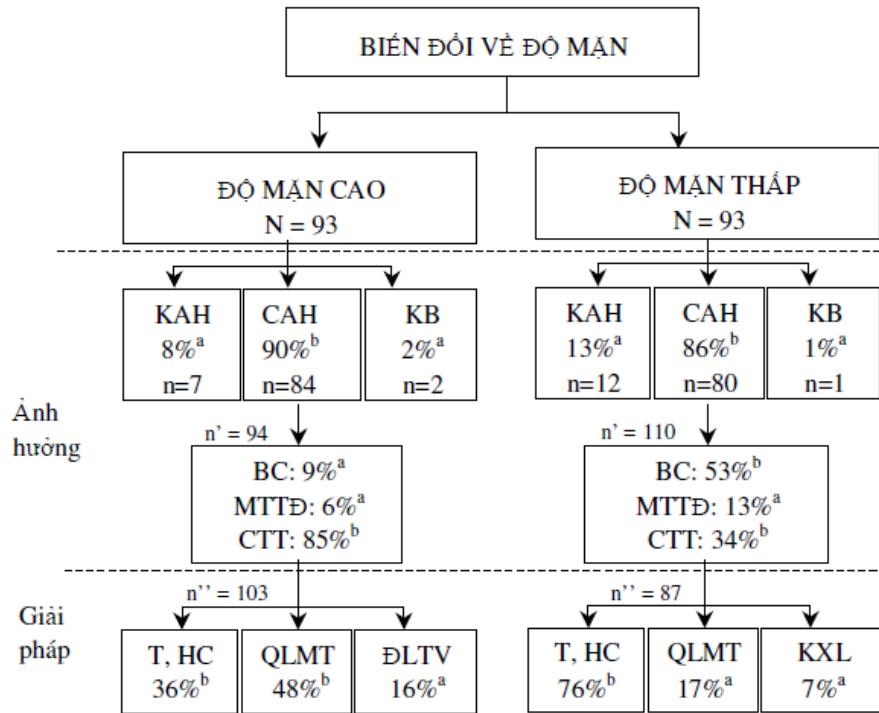 BIẾN ĐỔI VỀ ĐỘ MẶN
ĐỘ MẶN CAO
N = 93
ĐỘ MẶN THẤP
N = 93
KAH
8%a
n=7
CAH
90%b
n=84
KB
2%a
n=2
KAH
13%a
n=12
CAH
86%b
n=80
KB
1%a
n=1
Ảnh
hưởng
n' = 94
BC: 9%a
MTTĐ: 6%a
CTT: 85%b
n' = 110
BC: 53%b
MTTĐ: 13%a
CTT: 34%b
Giải
pháp
n'' = 103
T, HC
36%b
QLMT
48%b
ĐLTV
16%a
n'' = 87
T, HC
76%b
QLMT
17%a
KXL
7%a